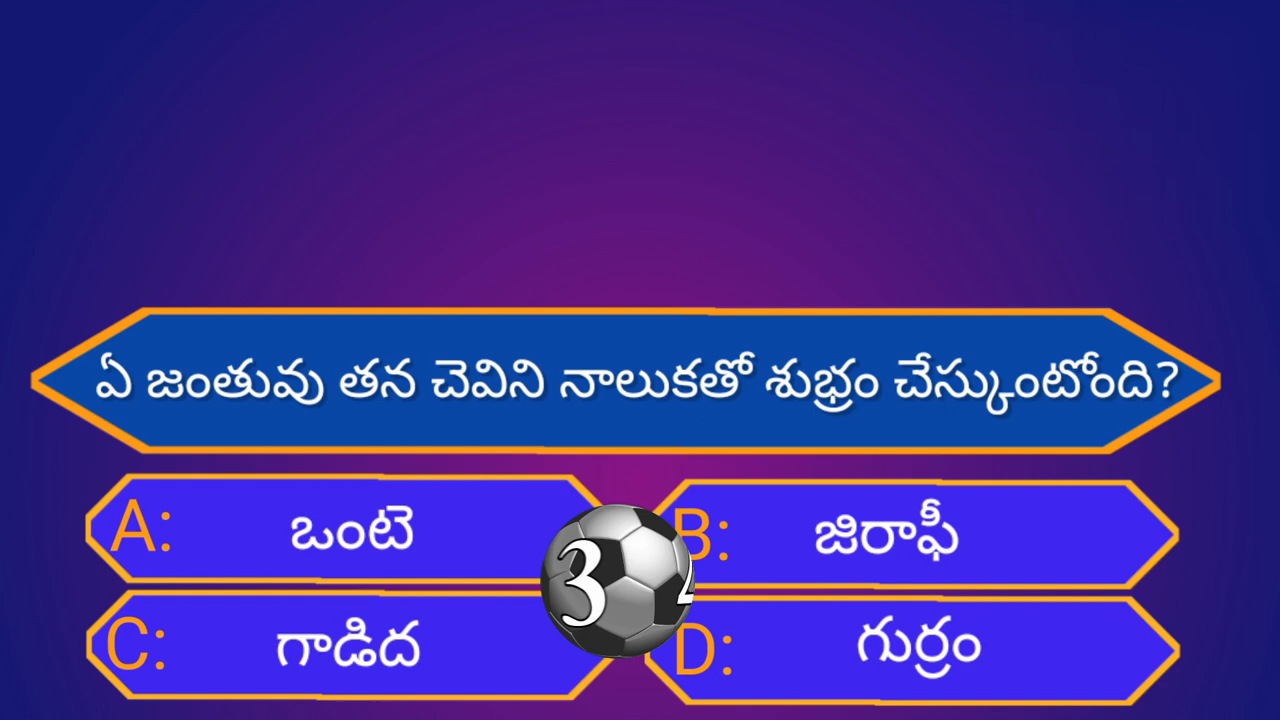 ఏ జంతువు తన చెవిని నాలుకతో శుభ్రం చేస్కుంటోంది?
A: ఒంటె
B: జిరాఫీ
3
C: గాడిద
D: గుర్రం